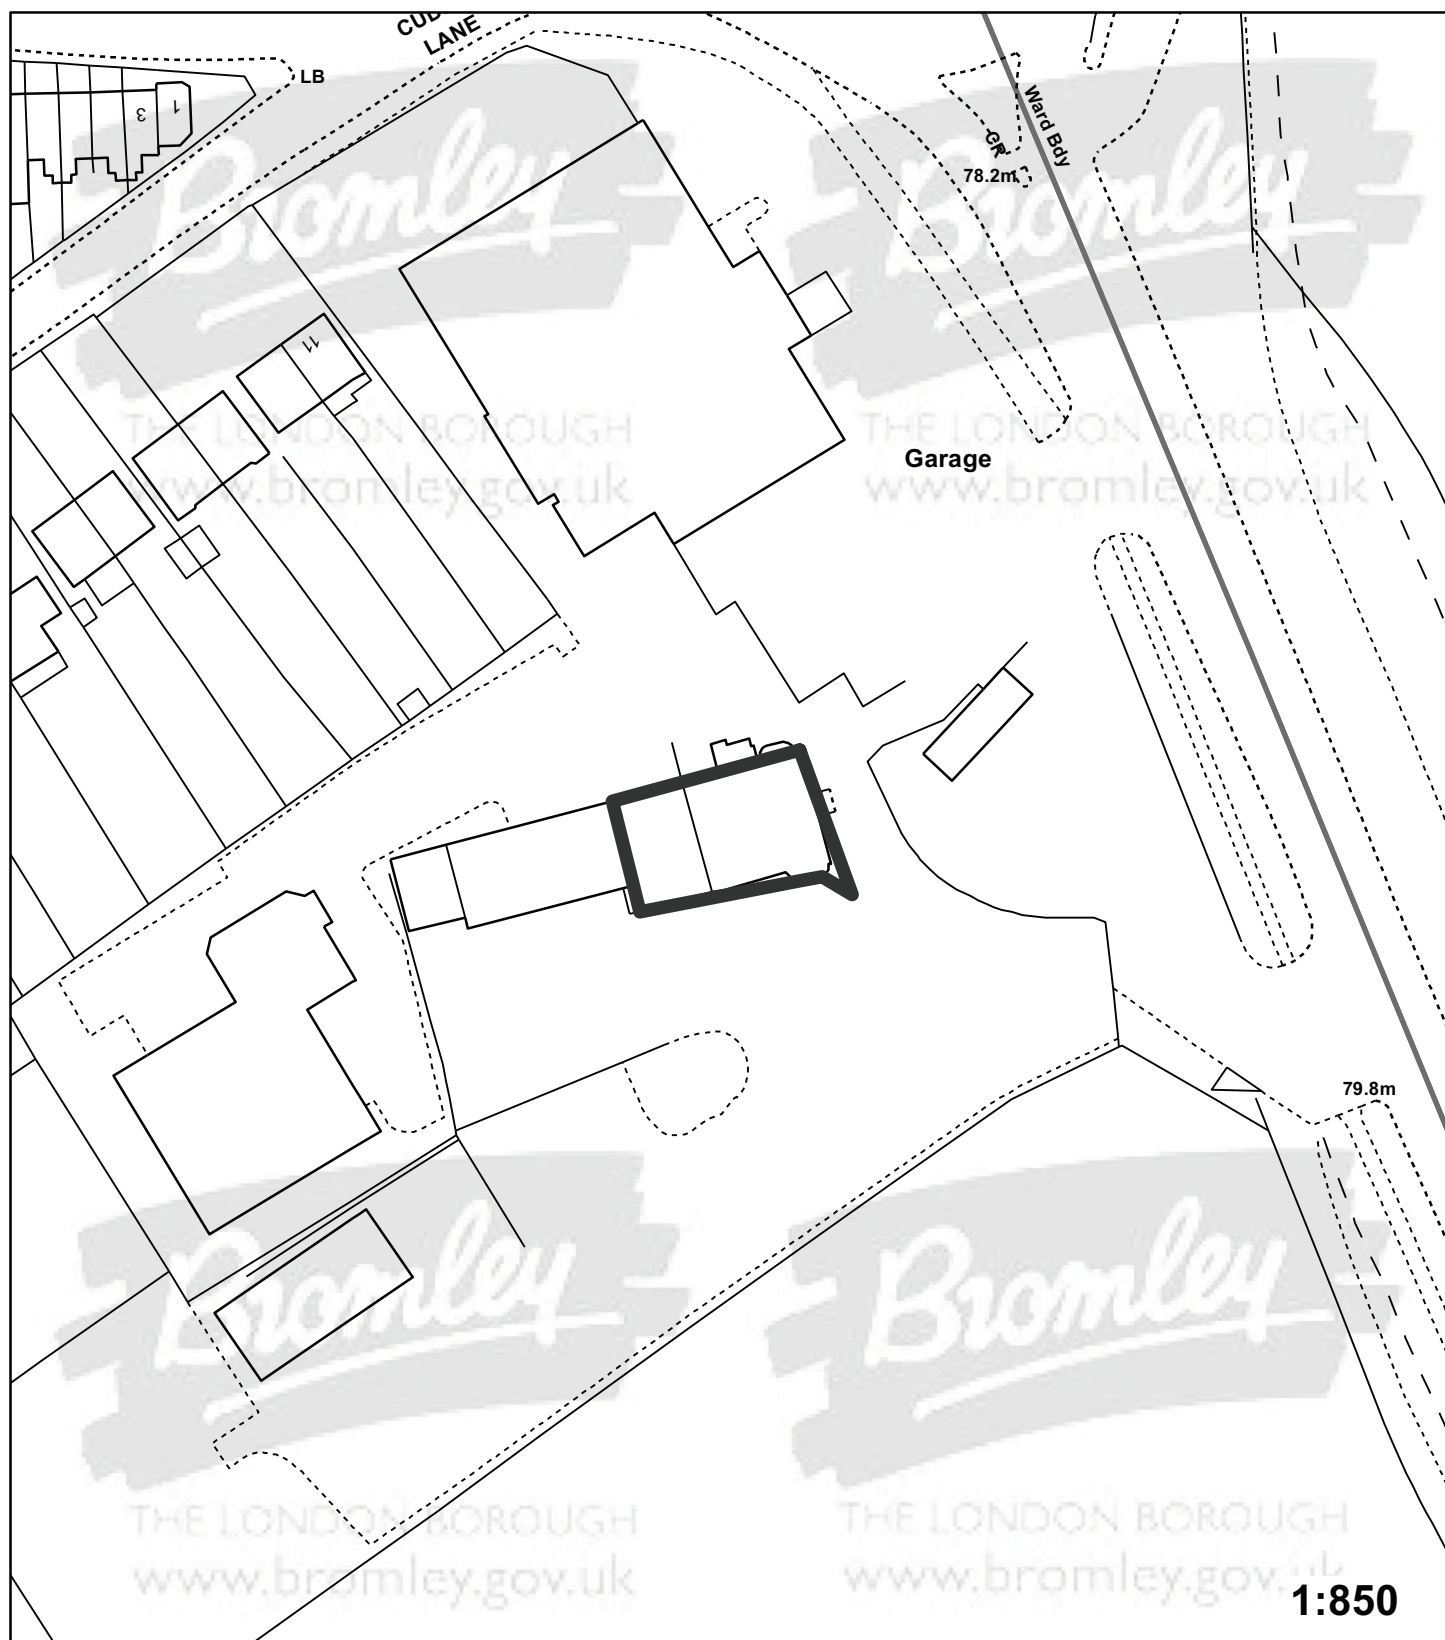 LANE
LB
3
1
Ward Bdy
GR
78.2m
Bromley
Bromley
11
THE LONDON BOROUGH
www.bromley.gov.uk
THE LONDON BOROUGH
www.bromley.gov.uk
Garage
79.8m
Bromley
Bromley
THE LONDON BOROUGH
www.bromley.gov.uk
THE LONDON BOROUGH
www.bromley.gov.uk
1:850